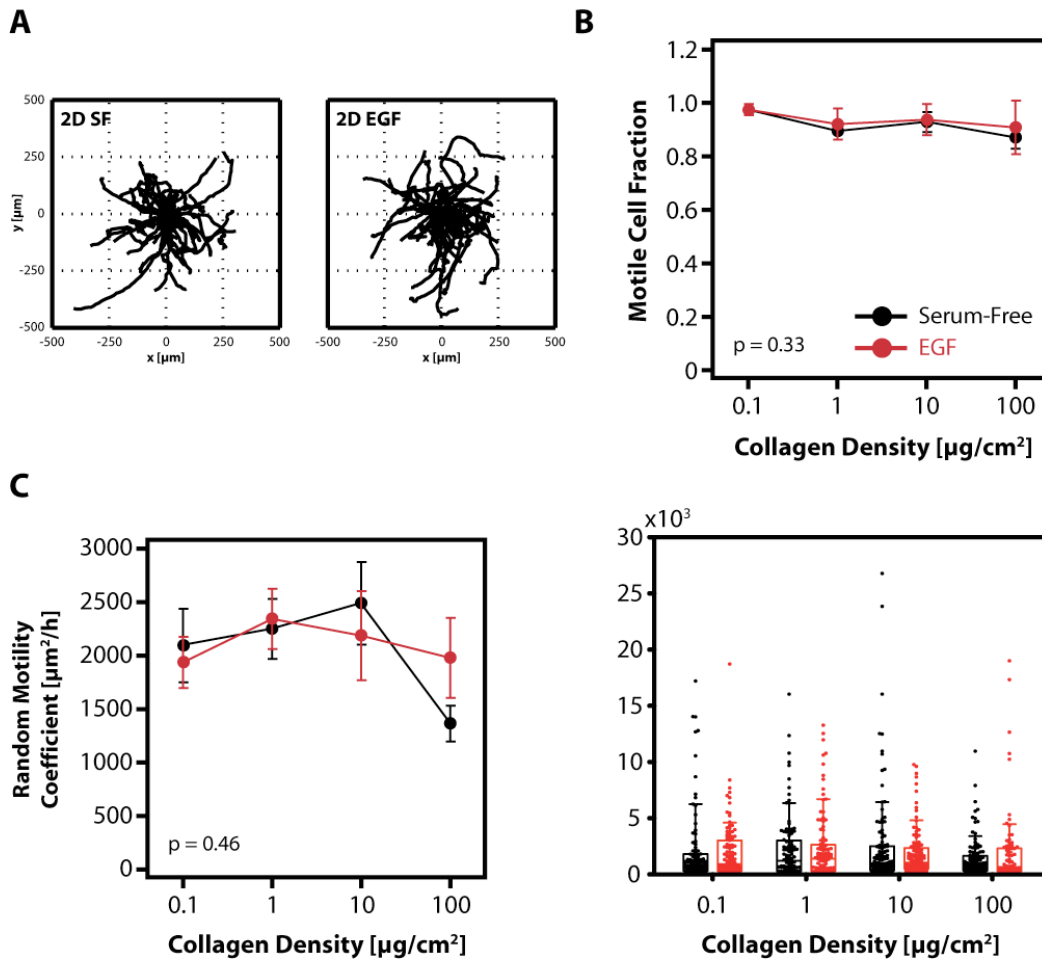 A
2D SF
500
250
0
-250
-500
y [µm]
-500
-250
0
250
500
x [µm]
2D EGF
-500
-250
0
250
500
x [µm]
B
1.2
1.0
0.8
0.6
0.4
0.2
0
Motile Cell Fraction
Serum-Free
EGF
p = 0.33
0.1
1
10
100
Collagen Density [µg/cm²]
C
3000
2500
2000
1500
1000
500
0
Random Motility
Coefficient [µm²/h]
p = 0.46
0.1
1
10
100
Collagen Density [µg/cm²]
x10³
30
25
20
15
10
5
0
0.1
1
10
100
Collagen Density [µg/cm²]